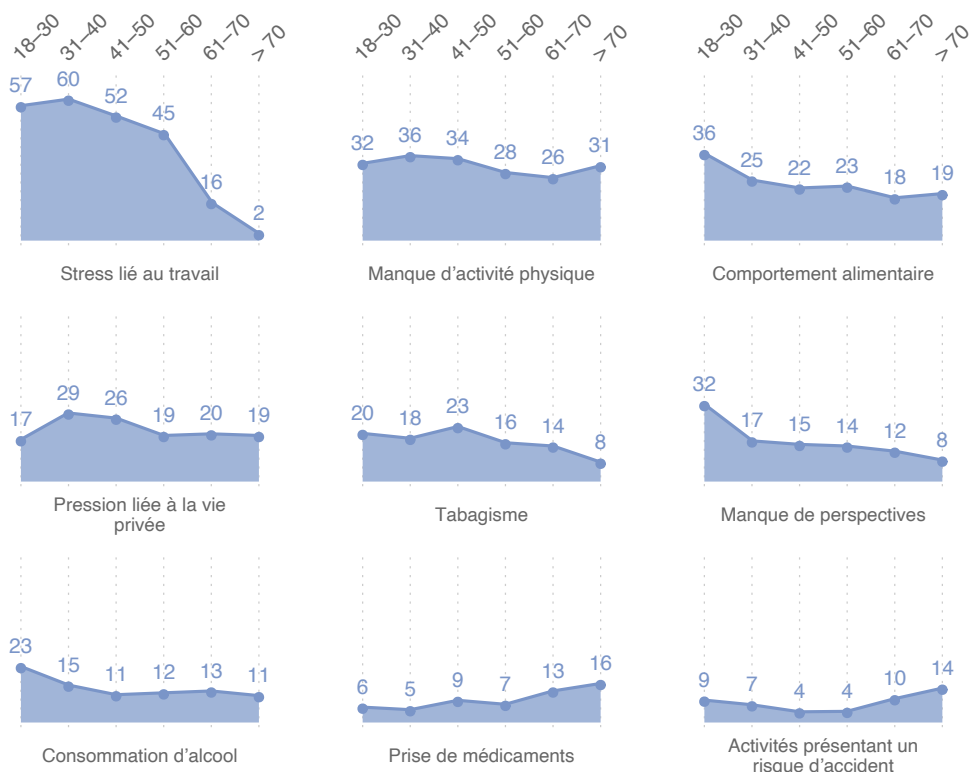 18–30 31–40 41–50 51–60 61–70 > 70
18–30 31–40 41–50 51–60 61–70 > 70
18–30 31–40 41–50 51–60 61–70 > 70
57 60 52 45 16 2
Stress lié au travail
32 36 34 28 26 31
Manque d’activité physique
36 25 22 23 18 19
Comportement alimentaire
17 29 26 19 20 19
Pression liée à la vie
privée
20 18 23 16 14 8
Tabagisme
32 17 15 14 12 8
Manque de perspectives
23 15 11 12 13 11
Consommation d’alcool
6 5 9 7 13 16
Prise de médicaments
9 7 4 4 10 14
Activités présentant un
risque d’accident